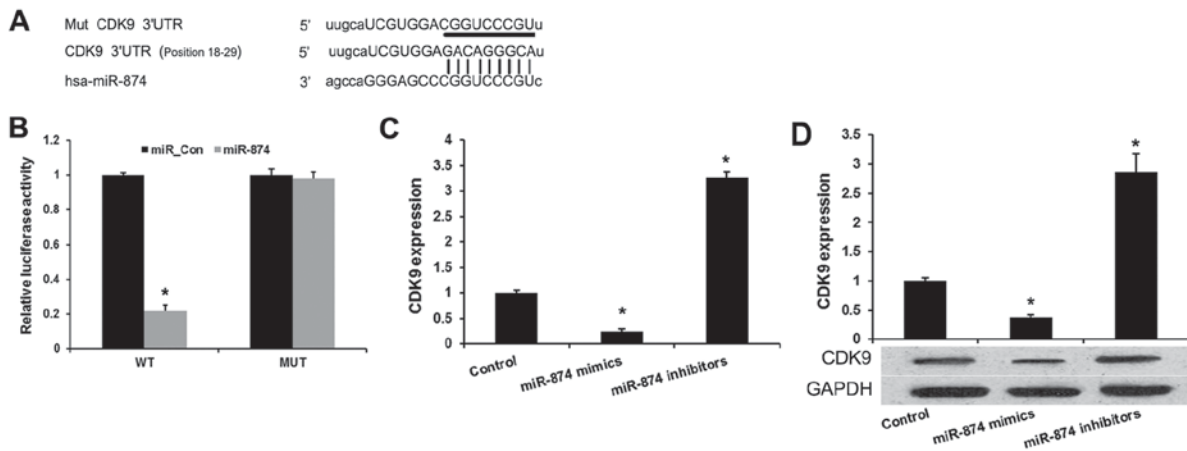 A
Mut CDK9 3'UTR 5' uugcaUCGUGGACGGUCCCGUu
CDK9 3'UTR (Position 18-29) 5' uugcaUCGUGGAGACAGGGCAu
hsa-miR-874 3' agccaGGGAGCCCGGUCCCGUc
B
Relative luciferase activity
miR_Con miR-874
1.2
1
0.8
0.6
0.4
0.2
0
*
WT MUT
C
CDK9 expression
4
3.5
3
2.5
2
1.5
1
0.5
0
*
*
Control miR-874 mimics miR-874 inhibitors
D
CDK9 expression
3.5
3
2.5
2
1.5
1
0.5
0
*
*
CDK9
GAPDH
Control miR-874 mimics miR-874 inhibitors